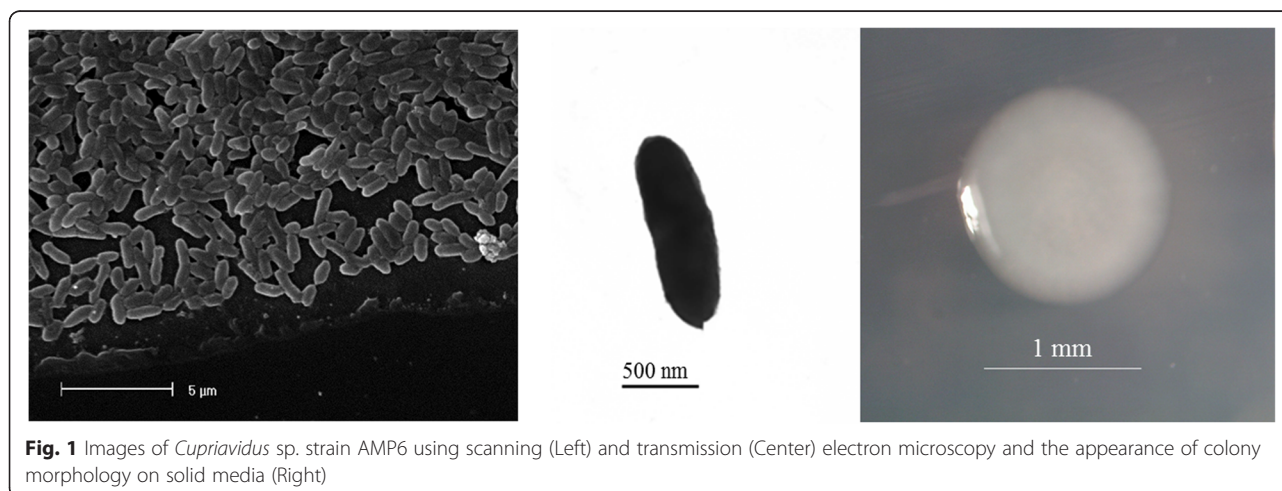 5 µm
500 nm
1 mm
Fig. 1 Images of Cupriavidus sp. strain AMP6 using scanning (Left) and transmission (Center) electron microscopy and the appearance of colony
morphology on solid media (Right)